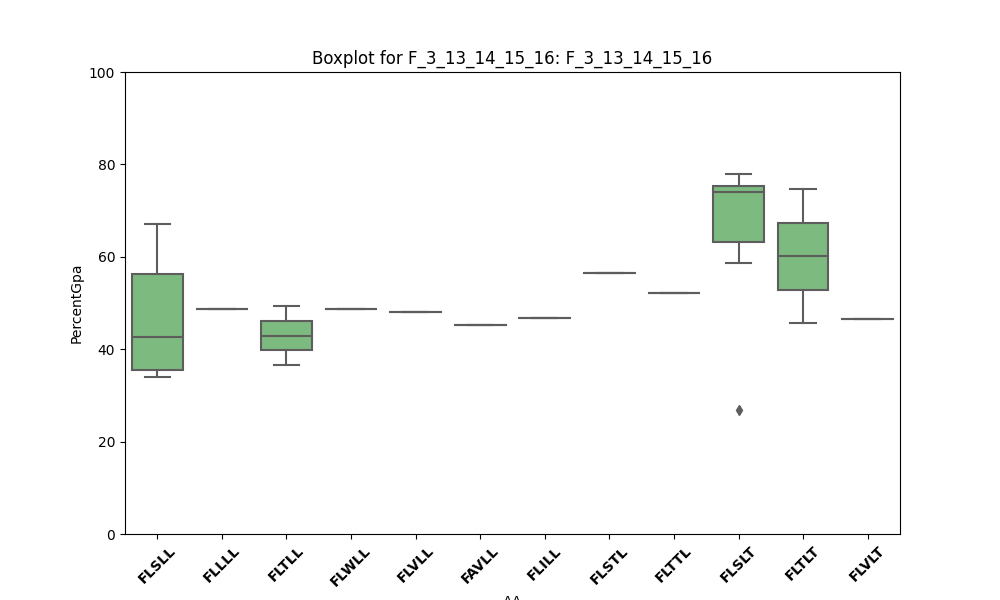 Boxplot for F_3_13_14_15_16: F_3_13_14_15_16
100
80
60
40
20
0
PercentGpa
FLSLL
FLLLL
FLTLL
FLWLL
FLVLL
FAVLL
FLILL
FLSTL
FLTTL
FLSLT
FLTLT
FLVLT
AA